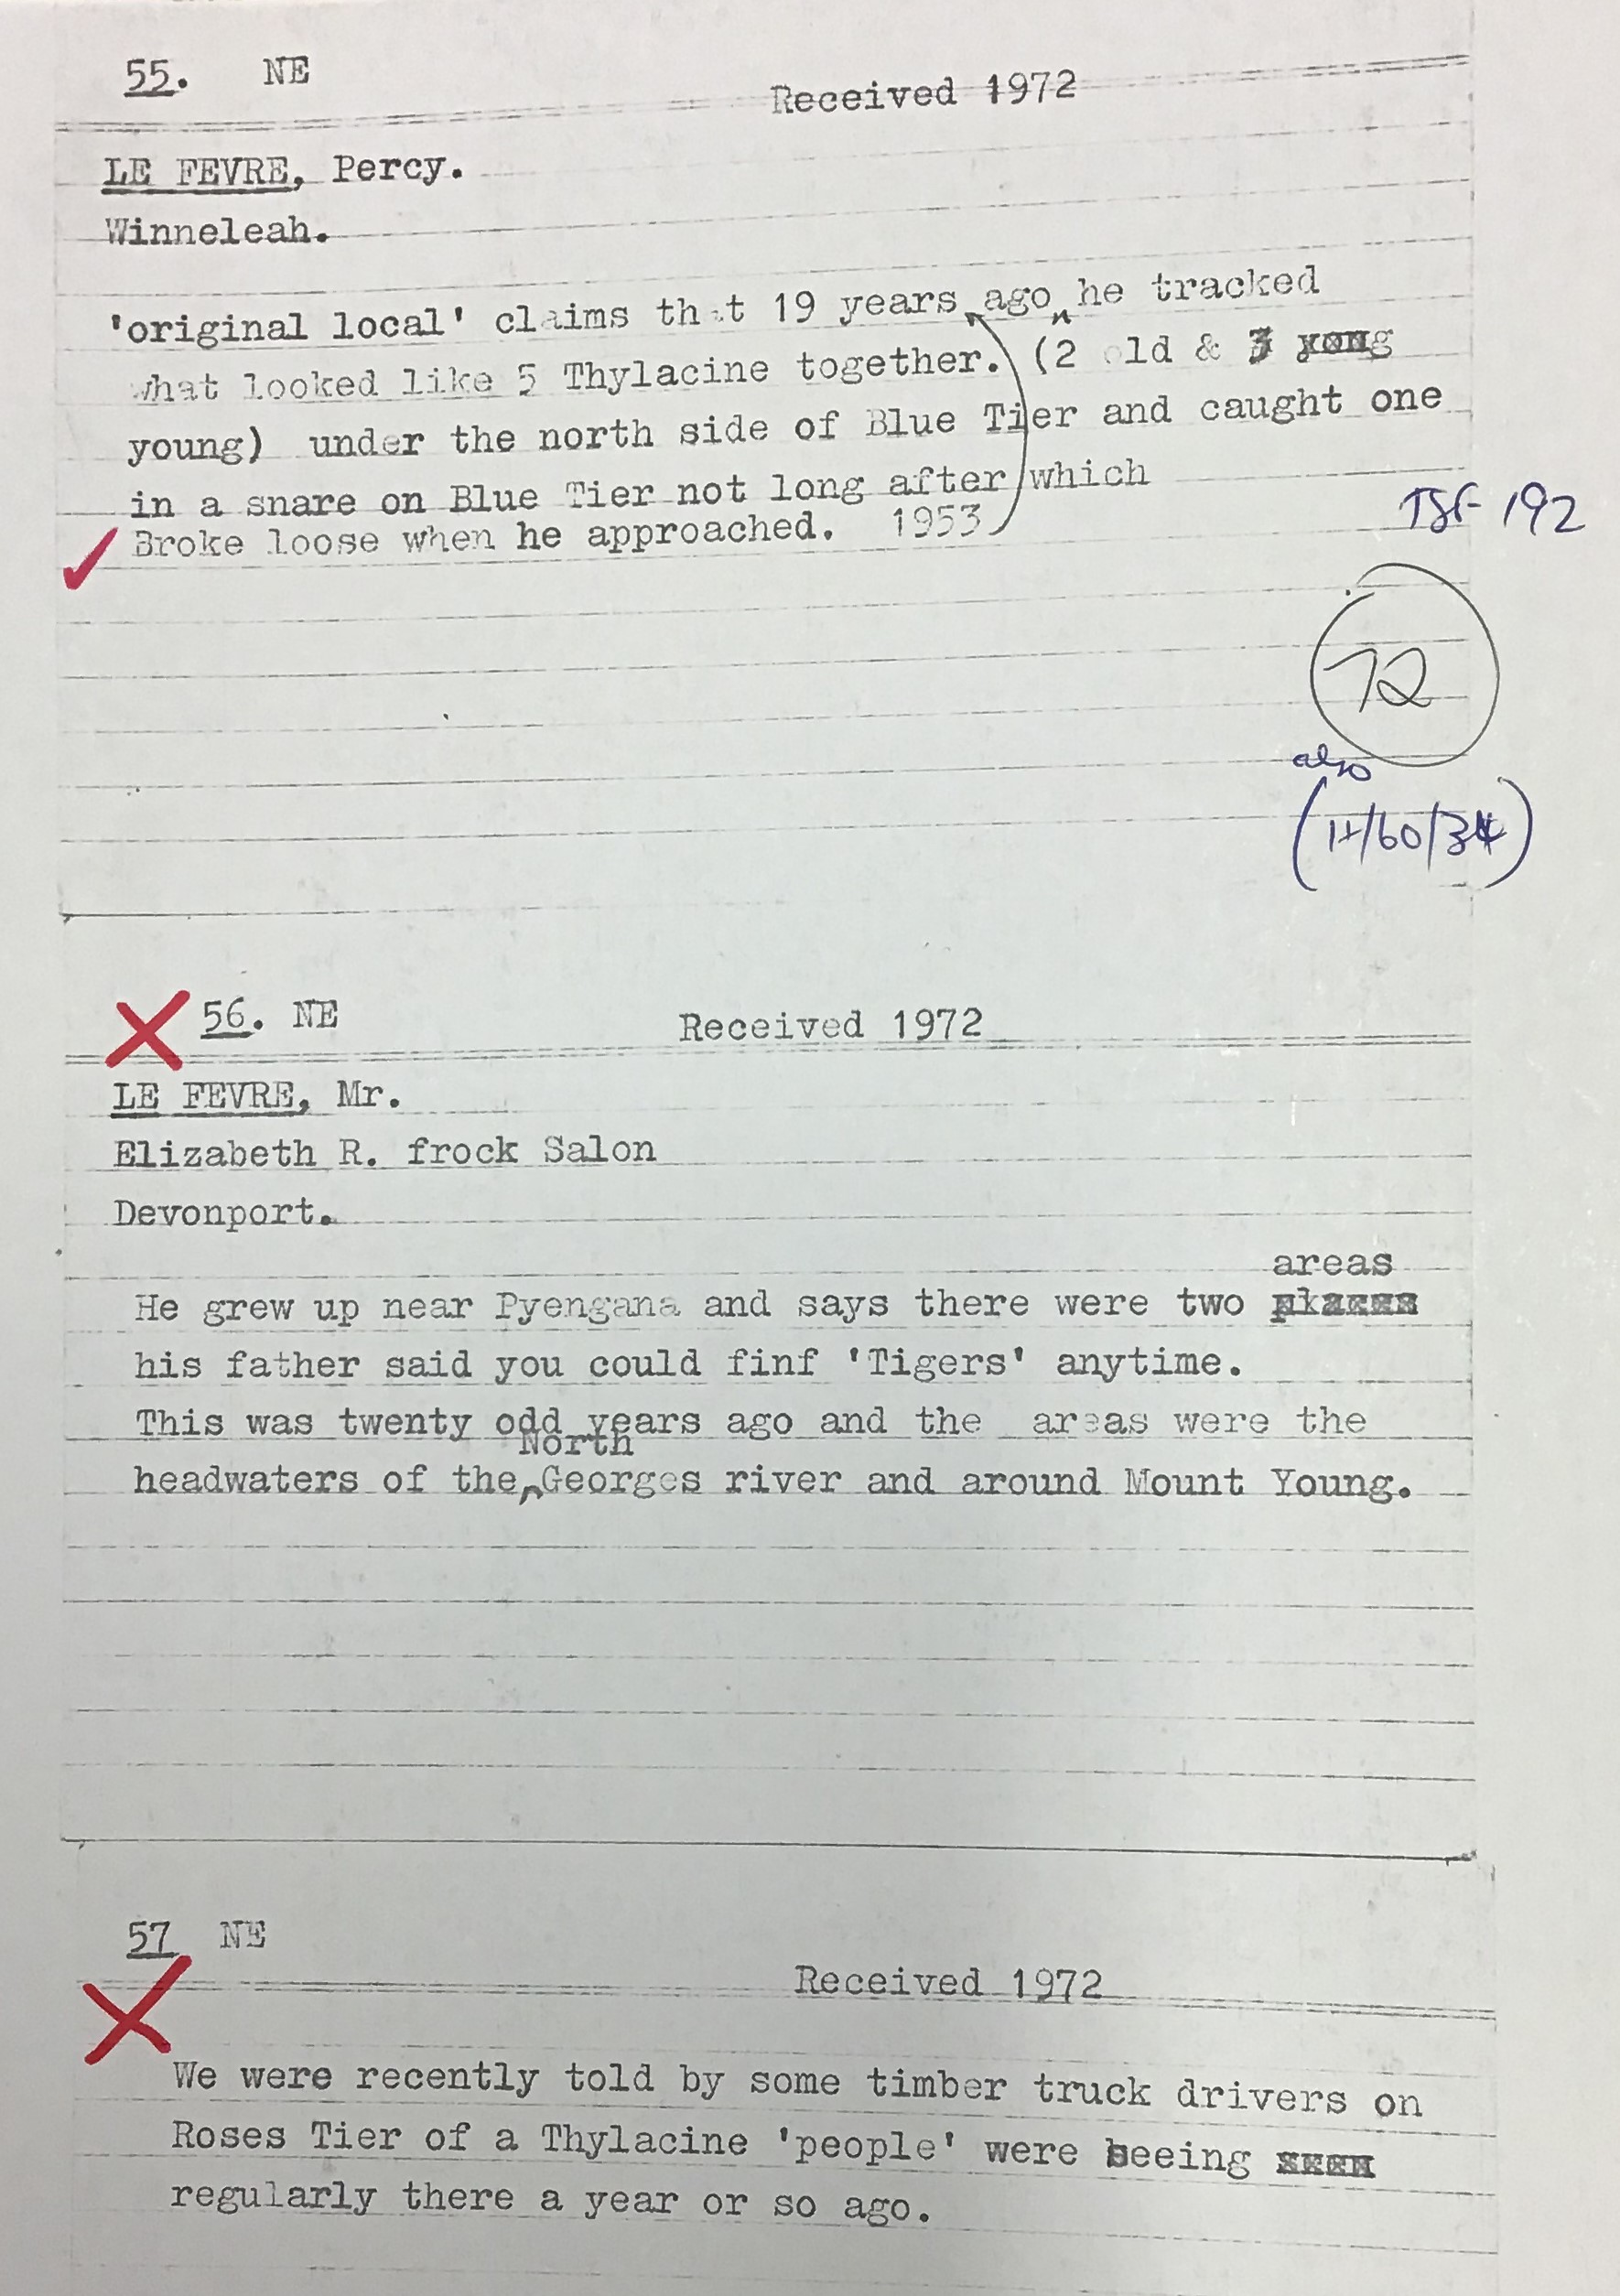 55. NE
Received 1972
LE FEVRE, Percy.
Winneleah.
'original local' claims that 19 years ago he tracked
what looked like 5 Thylacine together. (2 old & 3 yong
young) under the north side of Blue Tier and caught one
in a snare on Blue Tier not long after which
Broke loose when he approached. 1953
192
72
also
56. NE
Received 1972
LE FEVRE, Mr.
Elizabeth R. frock Salon
Devonport.
areas
He grew up near Pyengana and says there were two
his father said you could finf 'Tigers' anytime.
This was twenty odd years ago and the areas were the
North
headwaters of the Georges river and around Mount Young.
57 NE
Received 1972
We were recently told by some timber truck drivers on
Roses Tier of a Thylacine 'people' were seeing
regularly there a year or so ago.